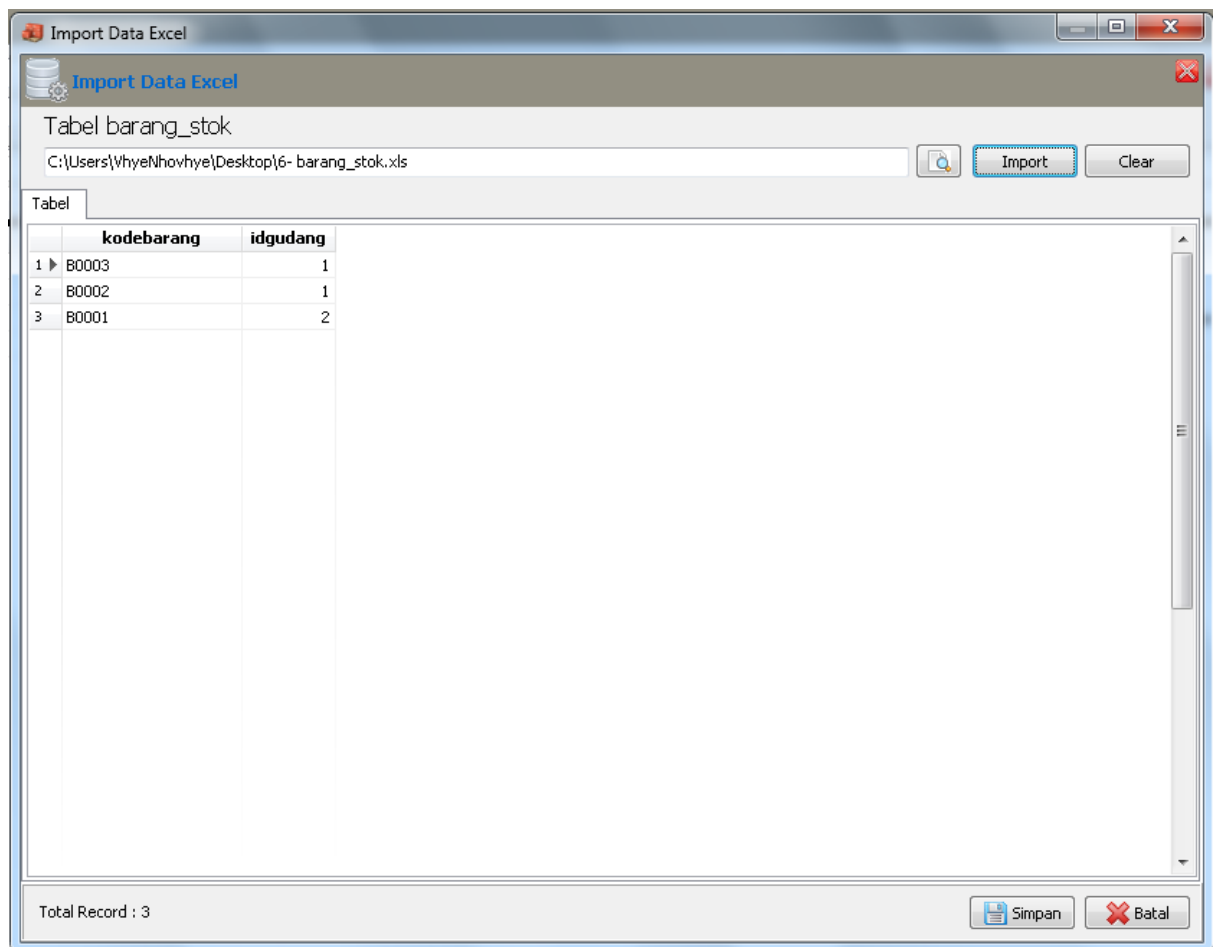 Import Data Excel
Import Data Excel
Tabel barang_stok
C:\Users\VhyeNhovhye\Desktop\6- barang_stok.xls Import Clear
Tabel
kodebarang idgudang
1 B0003 1
2 B0002 1
3 B0001 2
Total Record : 3 Simpan Batal